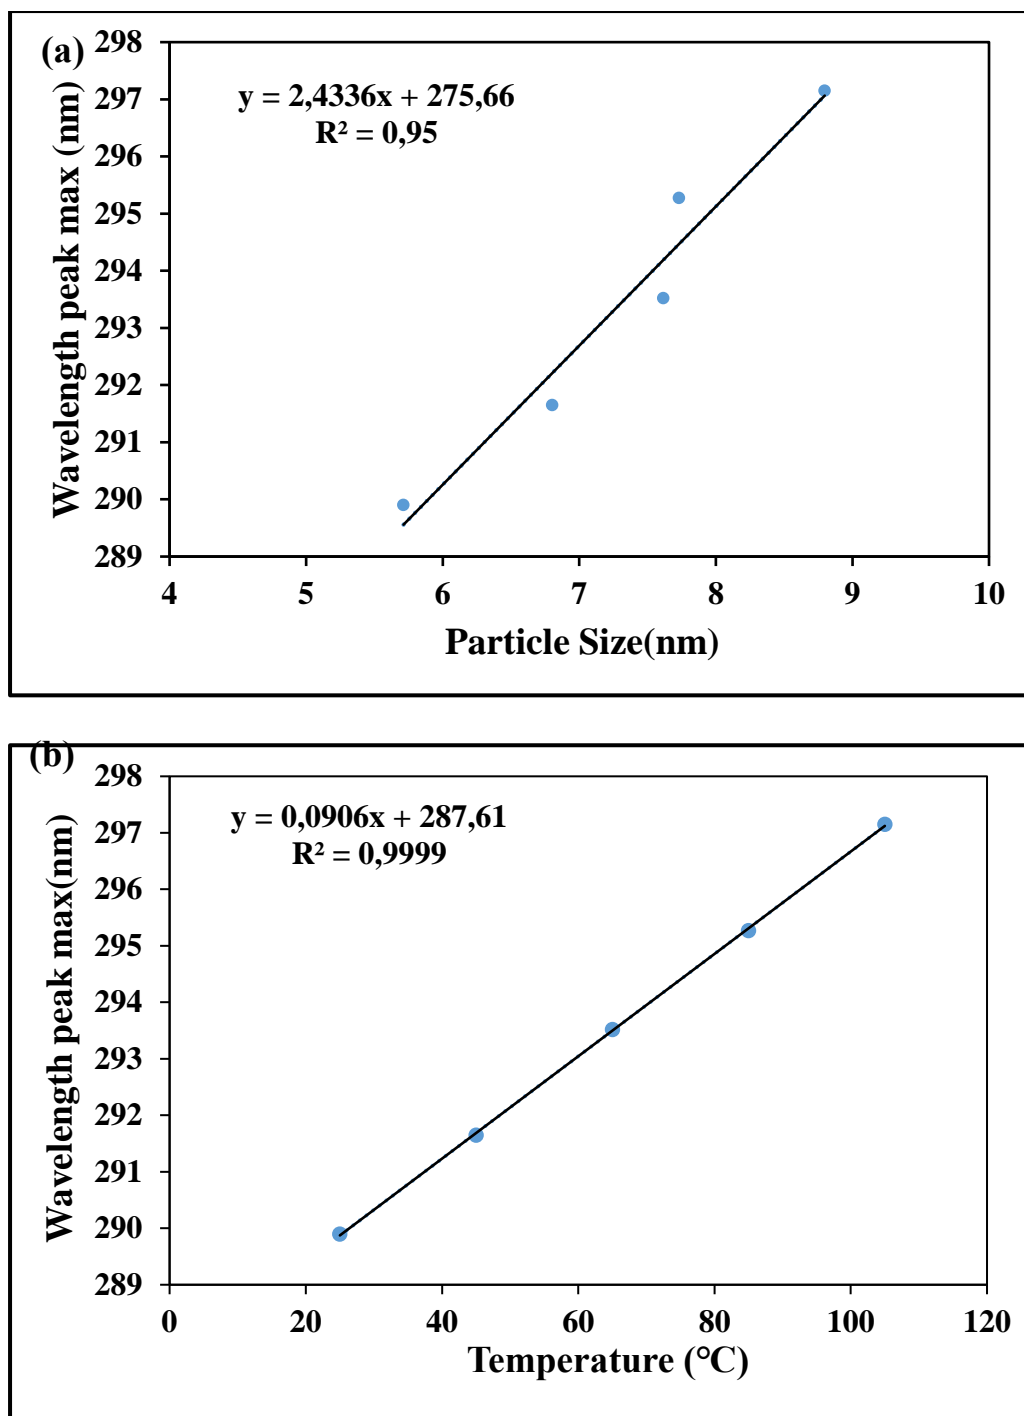 (a)
y = 2,4336x + 275,66
R² = 0,95
Wavelength peak max (nm)
298
297
296
295
294
293
292
291
290
289
4 5 6 7 8 9 10
Particle Size(nm)
(b)
y = 0,0906x + 287,61
R² = 0,9999
Wavelength peak max(nm)
298
297
296
295
294
293
292
291
290
289
0 20 40 60 80 100 120
Temperature (°C)